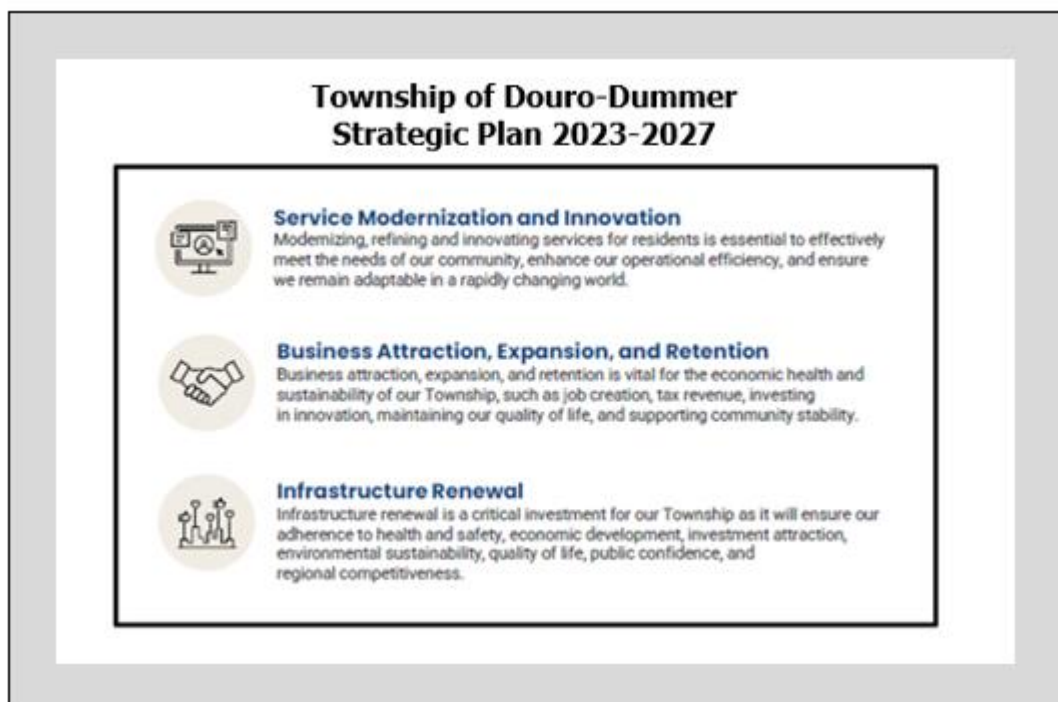 Township of Douro-Dummer
Strategic Plan 2023-2027
Service Modernization and Innovation
Modernizing, refining and innovating services for residents is essential to effectively
meet the needs of our community, enhance our operational efficiency, and ensure
we remain adaptable in a rapidly changing world.
Business Attraction, Expansion, and Retention
Business attraction, expansion, and retention is vital for the economic health and
sustainability of our Township, such as job creation, tax revenue, investing
in innovation, maintaining our quality of life, and supporting community stability.
Infrastructure Renewal
Infrastructure renewal is a critical investment for our Township as it will ensure our
adherence to health and safety, economic development, investment attraction,
environmental sustainability, quality of life, public confidence, and
regional competitiveness.